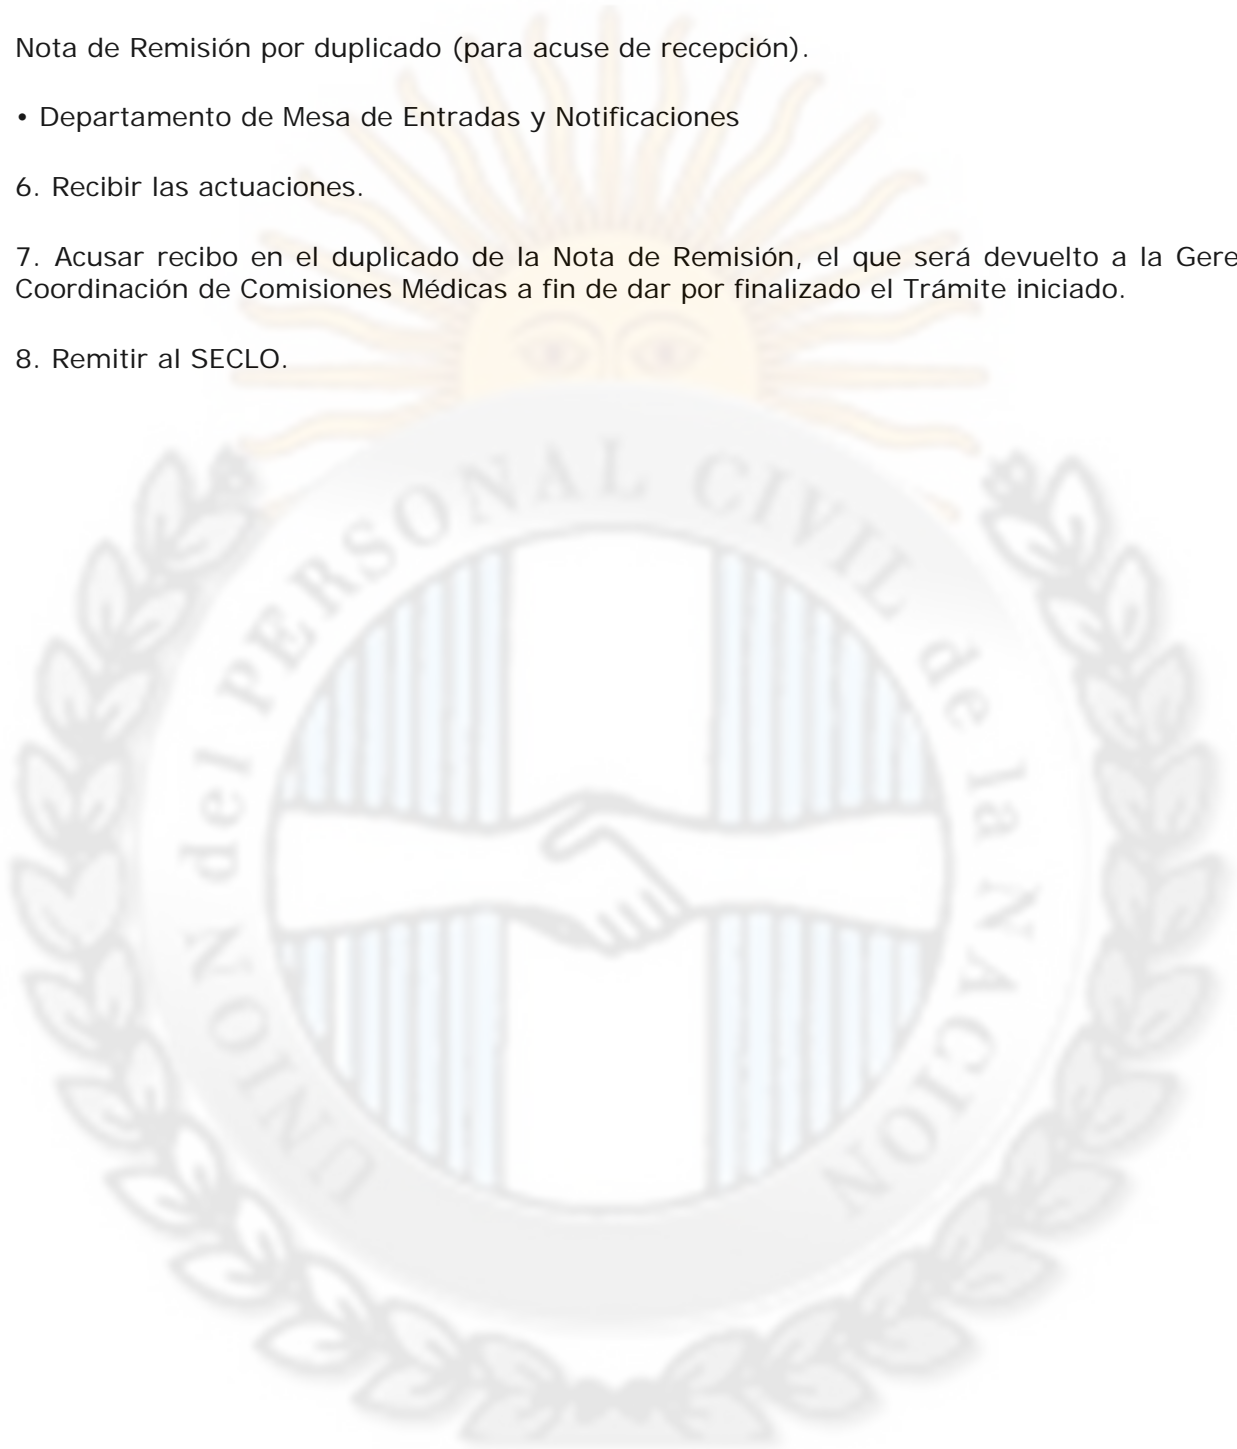 Nota de Remisión por duplicado (para acuse de recepción).
• Departamento de Mesa de Entradas y Notificaciones
6. Recibir las actuaciones.
7. Acusar recibo en el duplicado de la Nota de Remisión, el que será devuelto a la Gere
Coordinación de Comisiones Médicas a fin de dar por finalizado el Trámite iniciado.
8. Remitir al SECLO.
UNION del PERSONAL CIVIL de la NACION